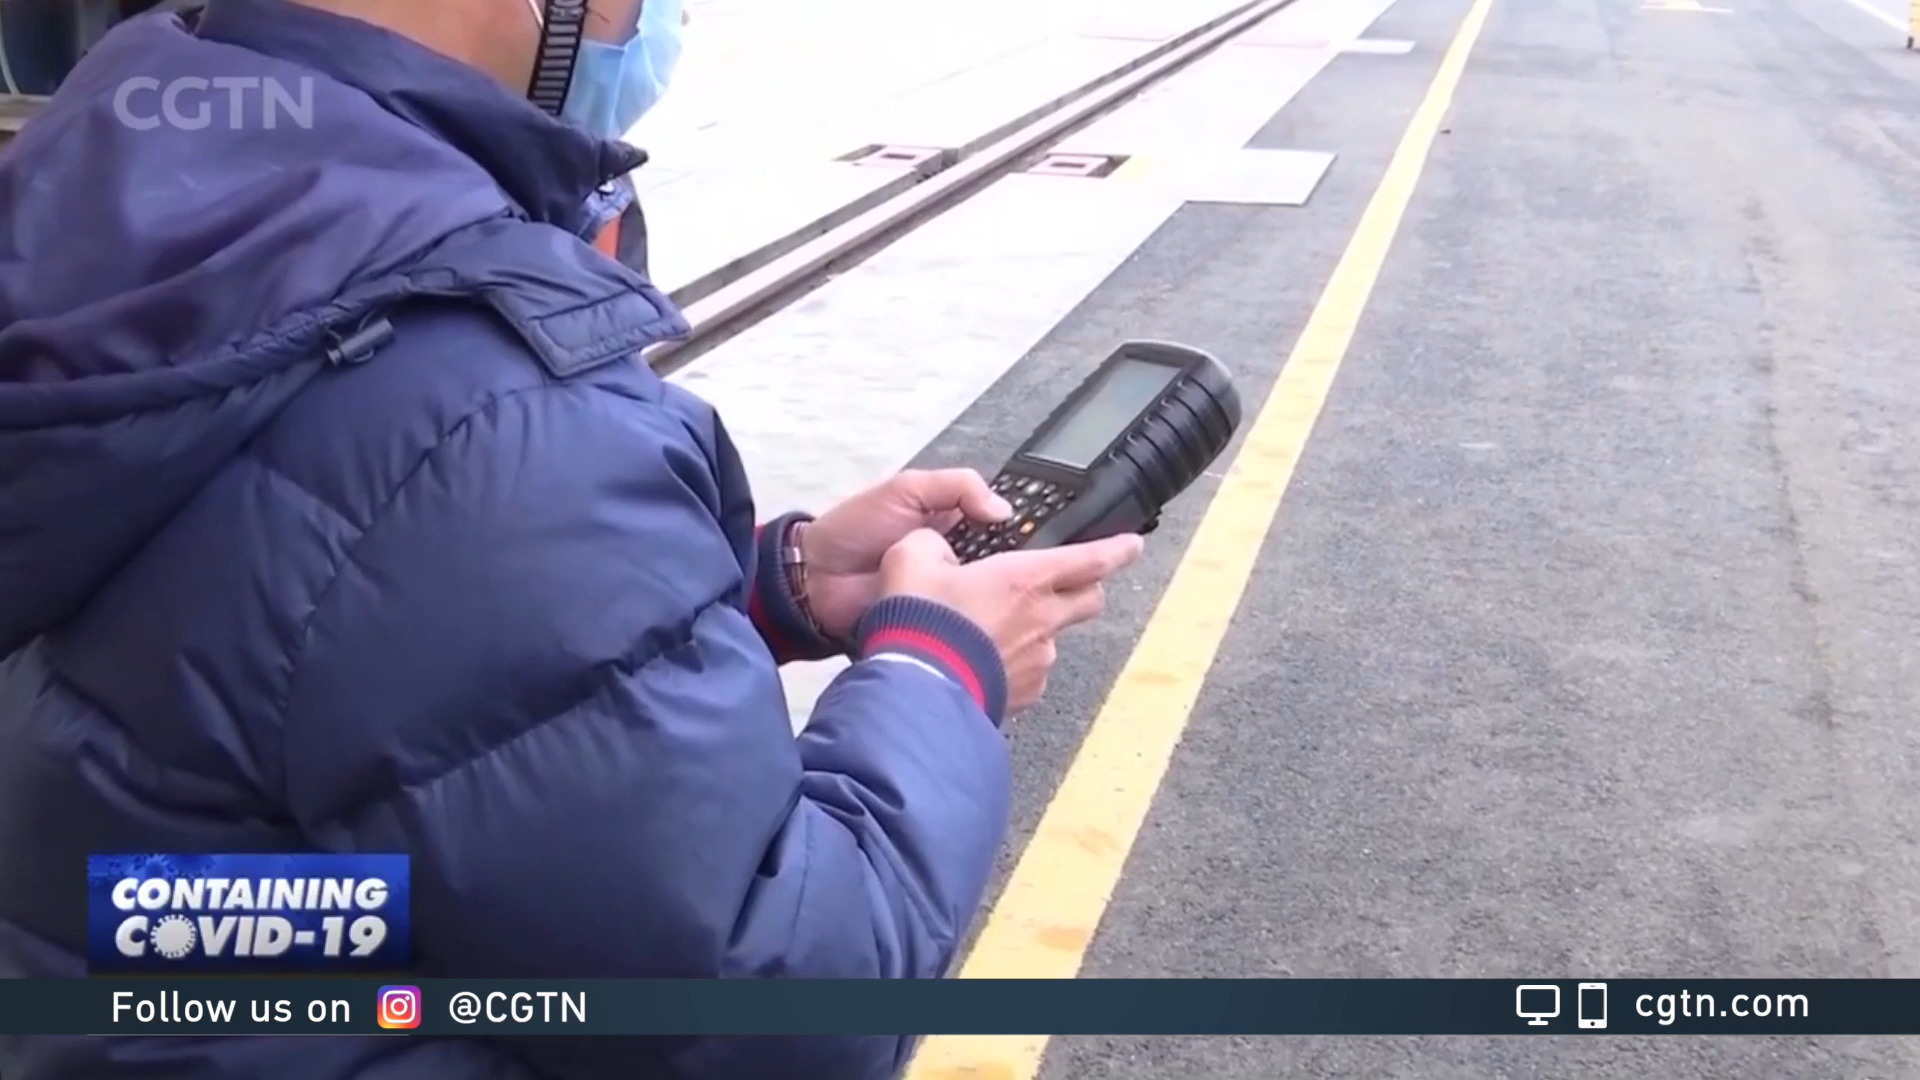 CGTN
CONTAINING
COVID-19
Follow us on @CGTN
cgtn.com